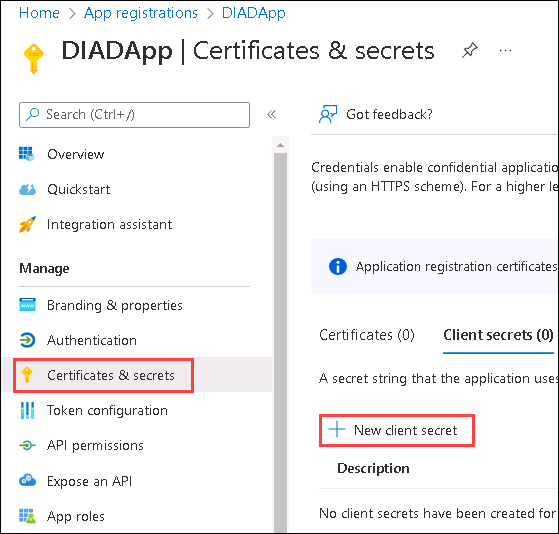 Home > App registrations > DIADApp
DIADApp | Certificates & secrets
Search (Ctrl+/)
Overview
Quickstart
Integration assistant
Manage
Branding & properties
Authentication
Certificates & secrets
Token configuration
API permissions
Expose an API
App roles
Got feedback?
Credentials enable confidential application
(using an HTTPS scheme). For a higher le
Application registration certificates
Certificates (0) Client secrets (0)
A secret string that the application uses
New client secret
Description
No client secrets have been created for